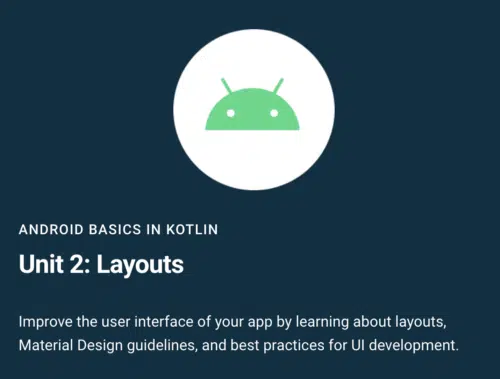 ANDROID BASICS IN KOTLIN
Unit 2: Layouts
Improve the user interface of your app by learning about layouts,
Material Design guidelines, and best practices for UI development.